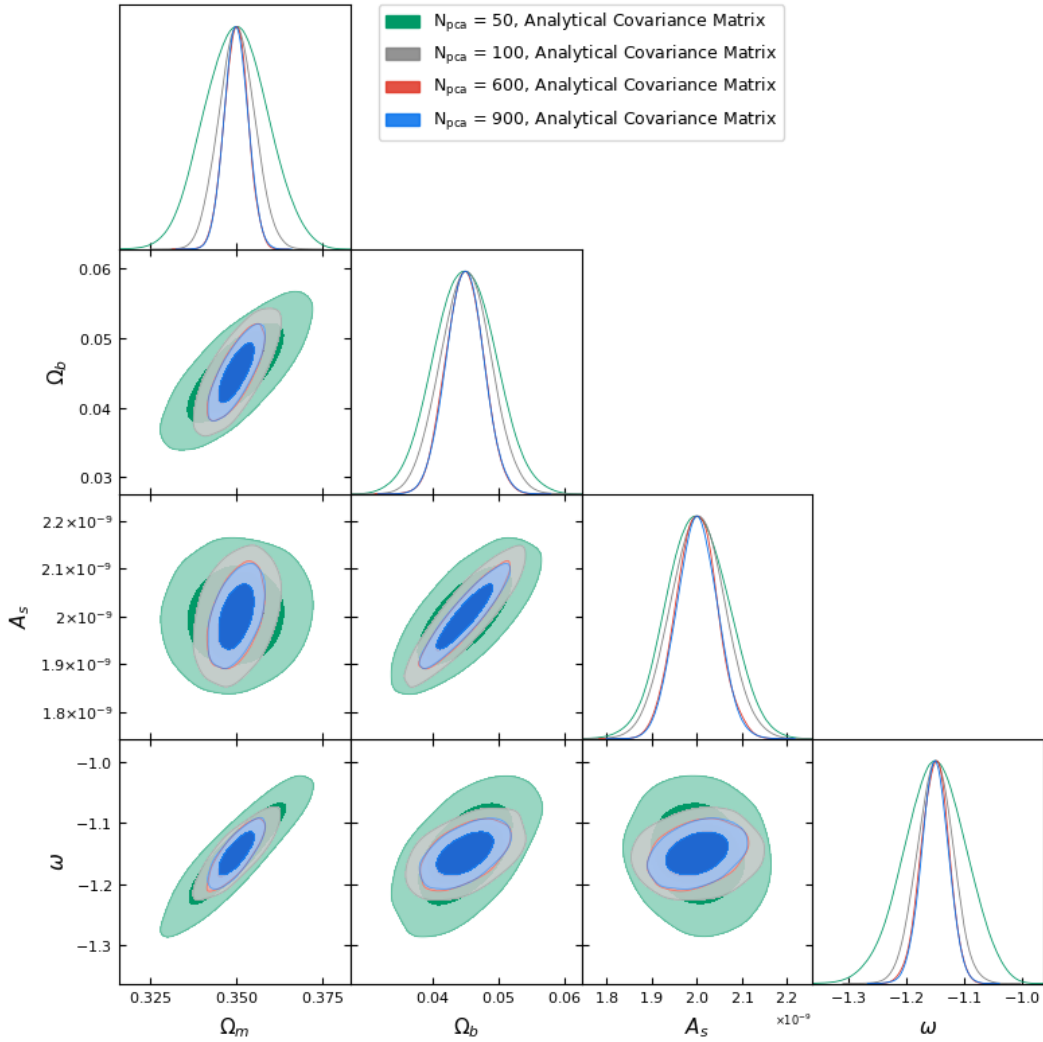 N_pca = 50, Analytical Covariance Matrix
N_pca = 100, Analytical Covariance Matrix
N_pca = 600, Analytical Covariance Matrix
N_pca = 900, Analytical Covariance Matrix
0.06
0.05
0.04
0.03
Ω_b
2.2×10⁻⁹
2.1×10⁻⁹
2×10⁻⁹
1.9×10⁻⁹
1.8×10⁻⁹
A_s
−1.0
−1.1
−1.2
−1.3
ω
0.325 0.350 0.375
Ω_m
0.04 0.06
Ω_b
1.8 1.9 2.0 2.1 2.2
×10⁻⁹
A_s
−1.3 −1.2 −1.1 −1.0
ω